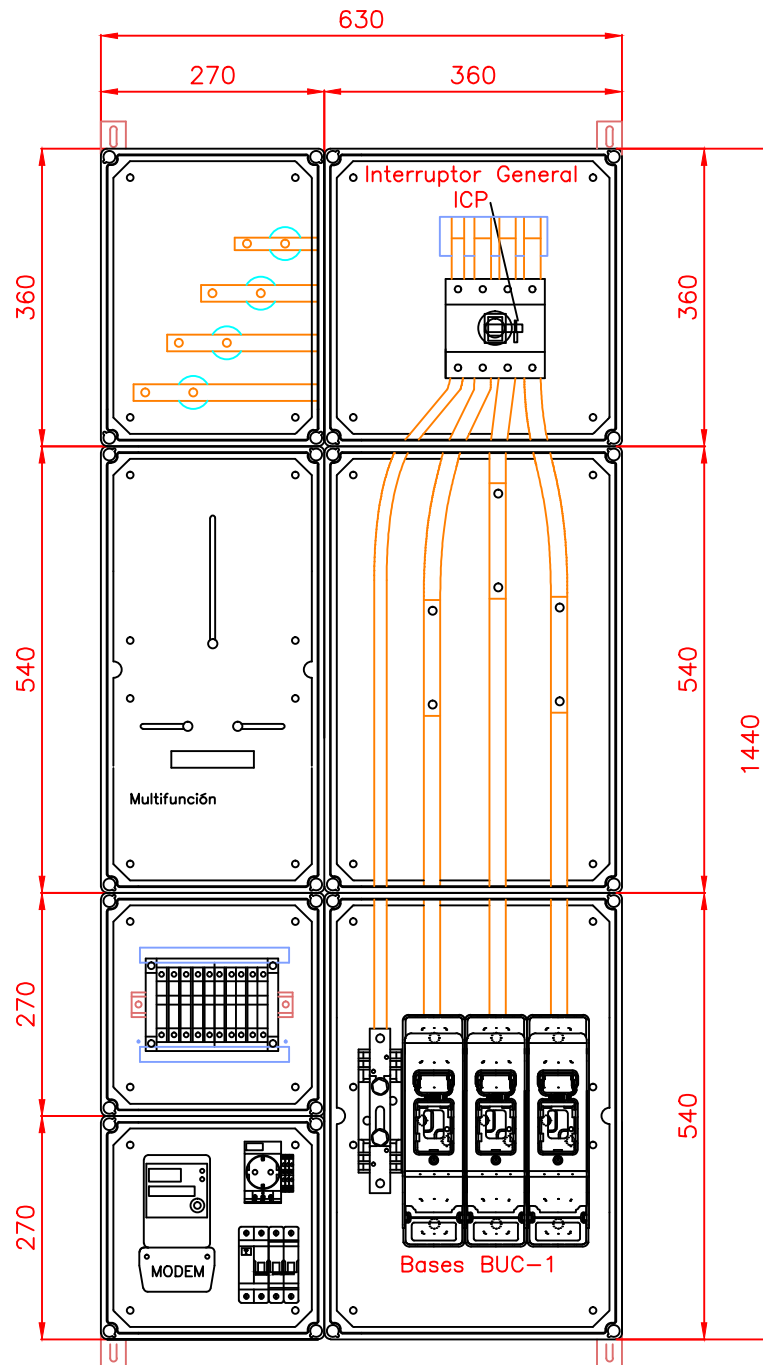 630
270
360
Interruptor General
ICP
360
360
540
540
1440
Multifunción
270
540
270
MODEM
Bases BUC-1